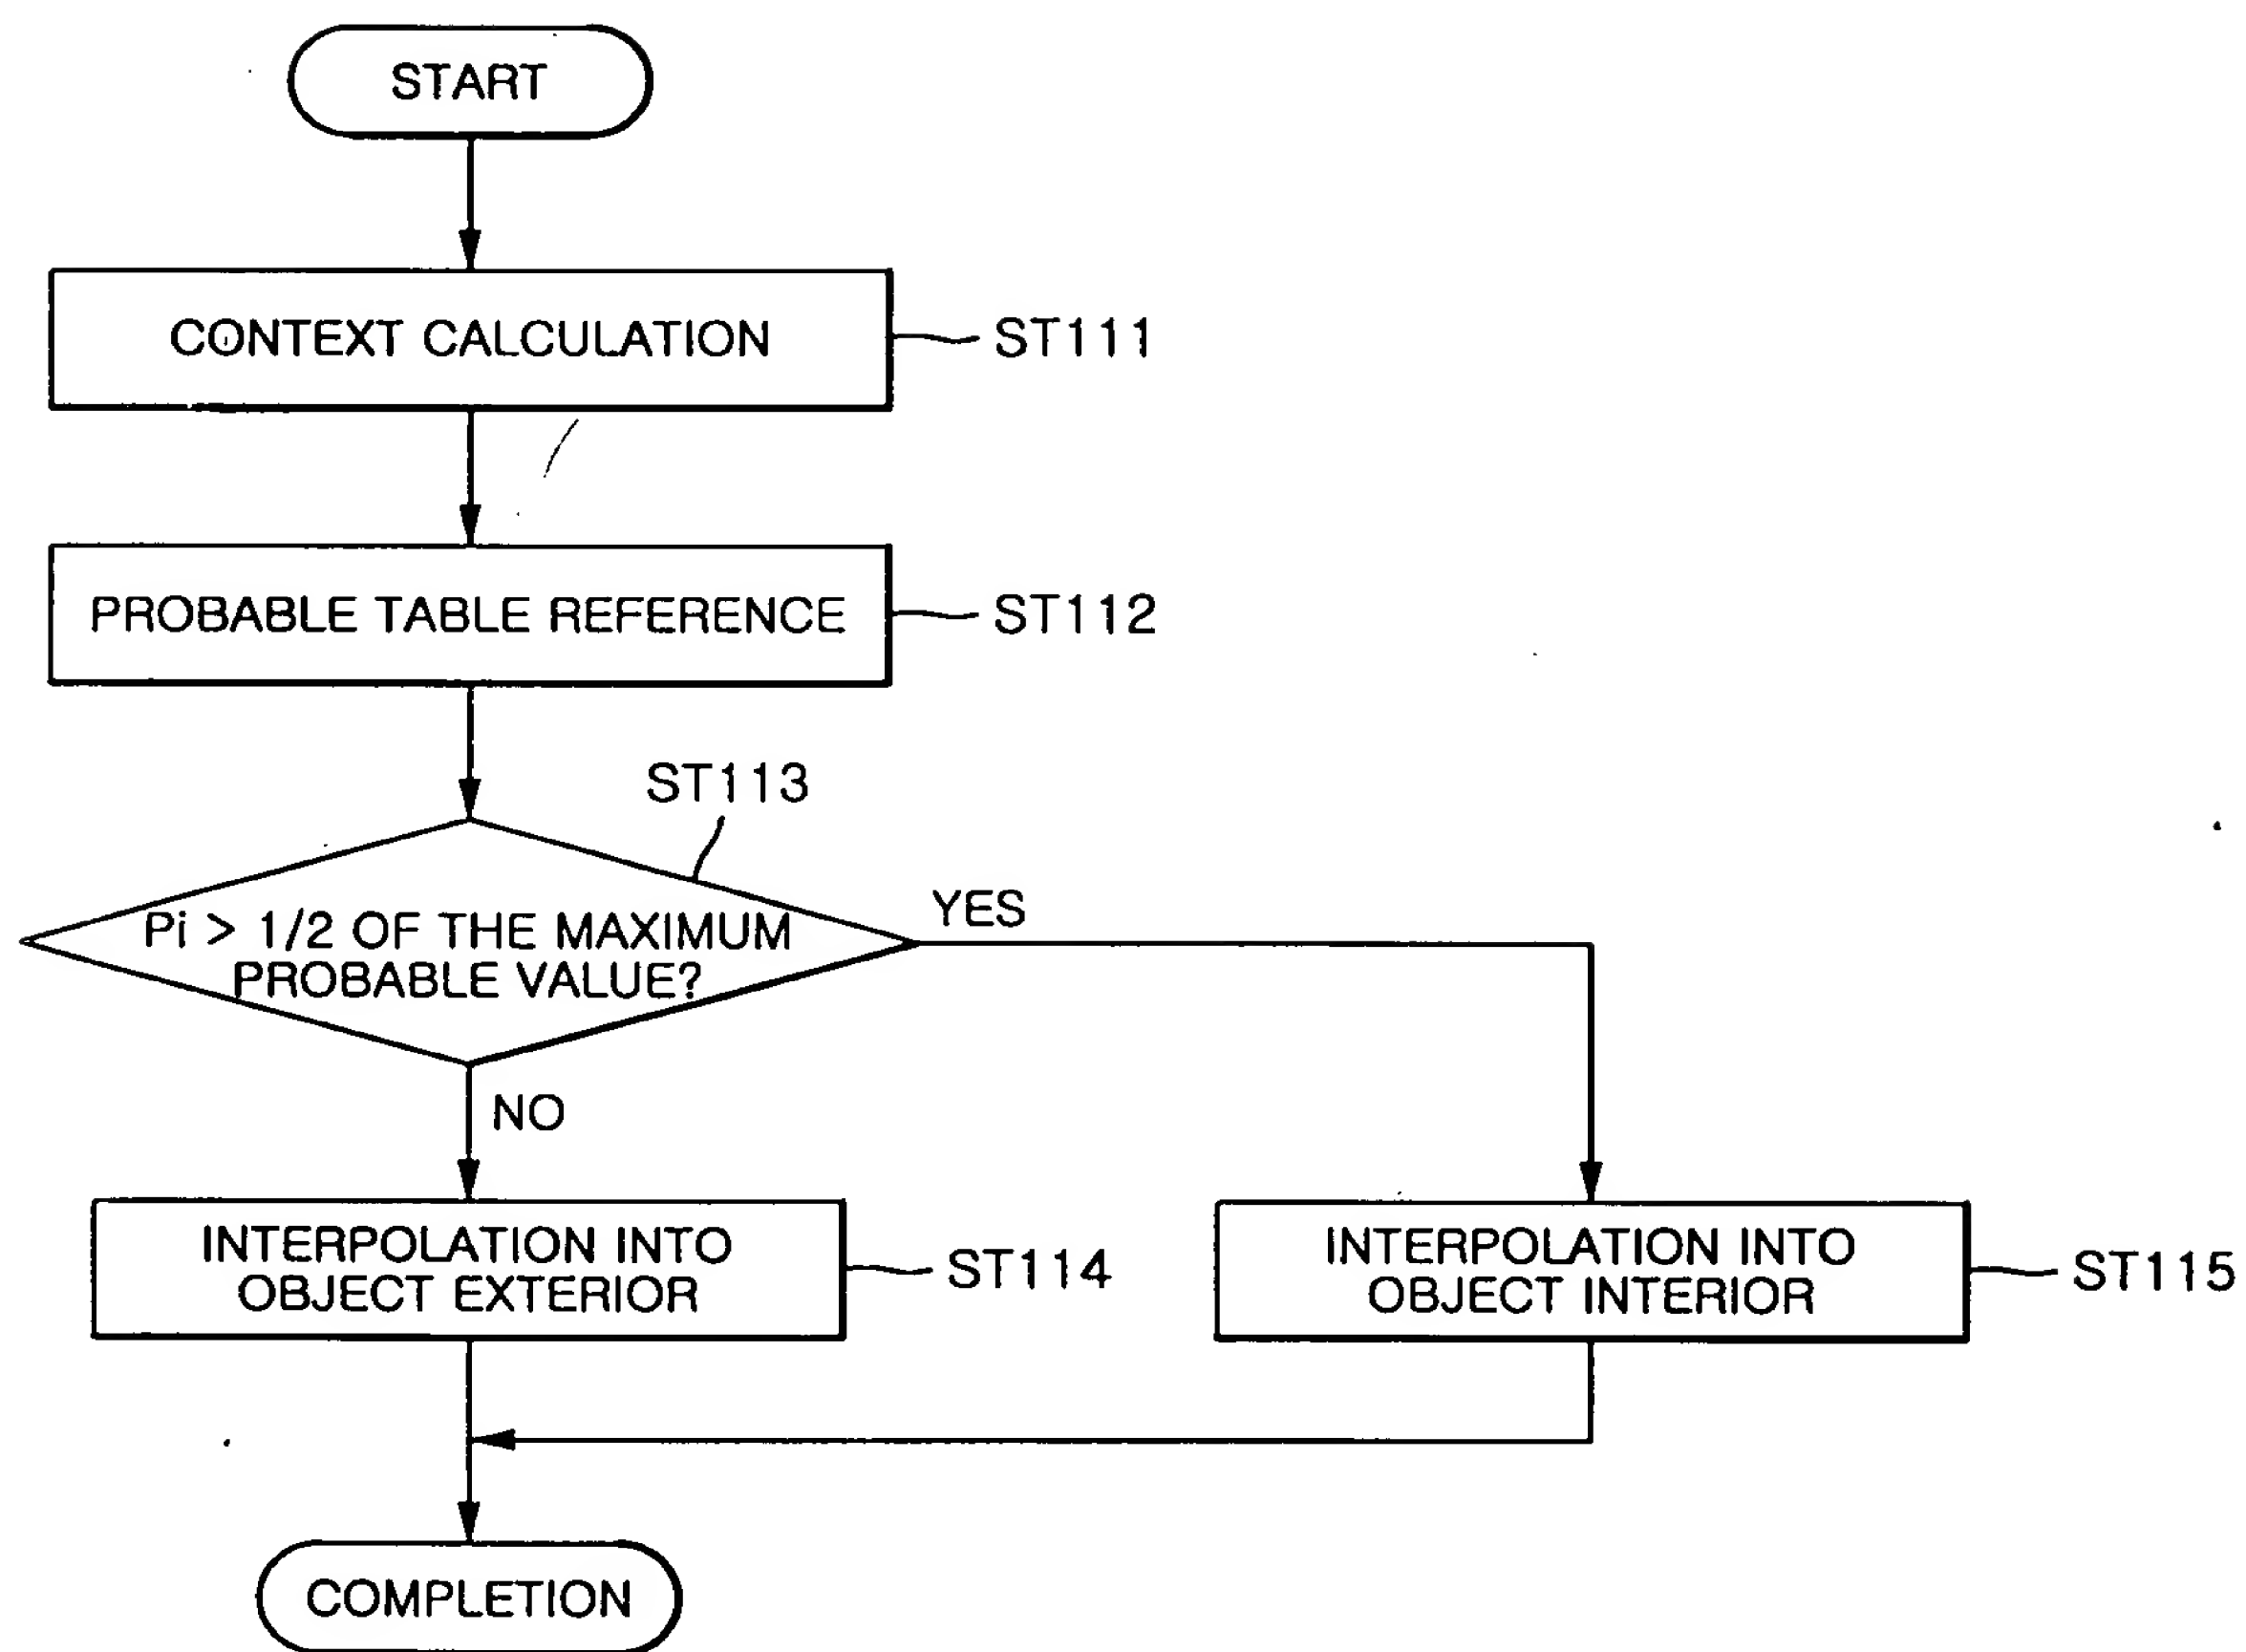 START
CONTEXT CALCULATION
ST111
PROBABLE TABLE REFERENCE
ST112
ST113
Pi > 1/2 OF THE MAXIMUM
PROBABLE VALUE?
YES
NO
INTERPOLATION INTO
OBJECT EXTERIOR
ST114
INTERPOLATION INTO
OBJECT INTERIOR
ST115
COMPLETION